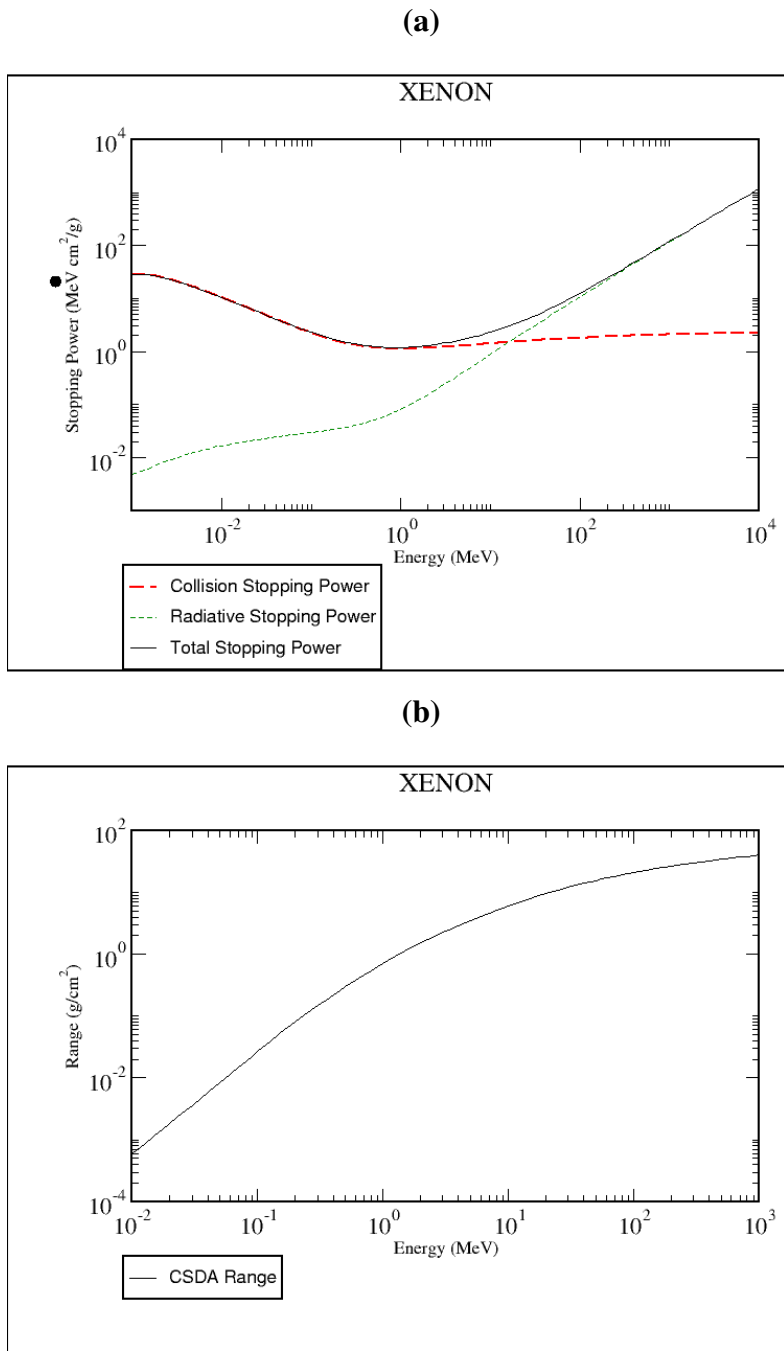 (a)
XENON
10^4
10^2
10^0
10^-2
Stopping Power (MeV cm^2/g)
10^-2
10^0
10^2
10^4
Energy (MeV)
Collision Stopping Power
Radiative Stopping Power
Total Stopping Power
(b)
XENON
10^2
10^0
10^-2
10^-4
Range (g/cm^2)
10^-2
10^-1
10^0
10^1
10^2
10^3
Energy (MeV)
CSDA Range